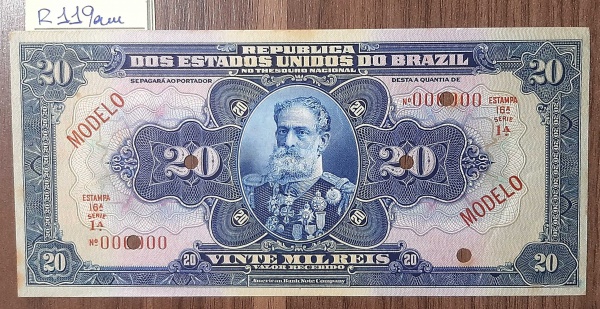 R119am
REPUBLICA
DOS ESTADOS UNIDOS DO BRAZIL
NO THESOURO NACIONAL
SE PAGARÁ AO PORTADOR
DESTA A QUANTIA DE
20
20
20
20
MODELO
Nº 000000
ESTAMPA
16ª
SERIE
1A
20
20
ESTAMPA
16ª
SERIE
1A
Nº 000000
MODELO
20
20
20
20
VINTE MIL REIS
20
20
VALOR RECEBIDO
American Bank Note Company